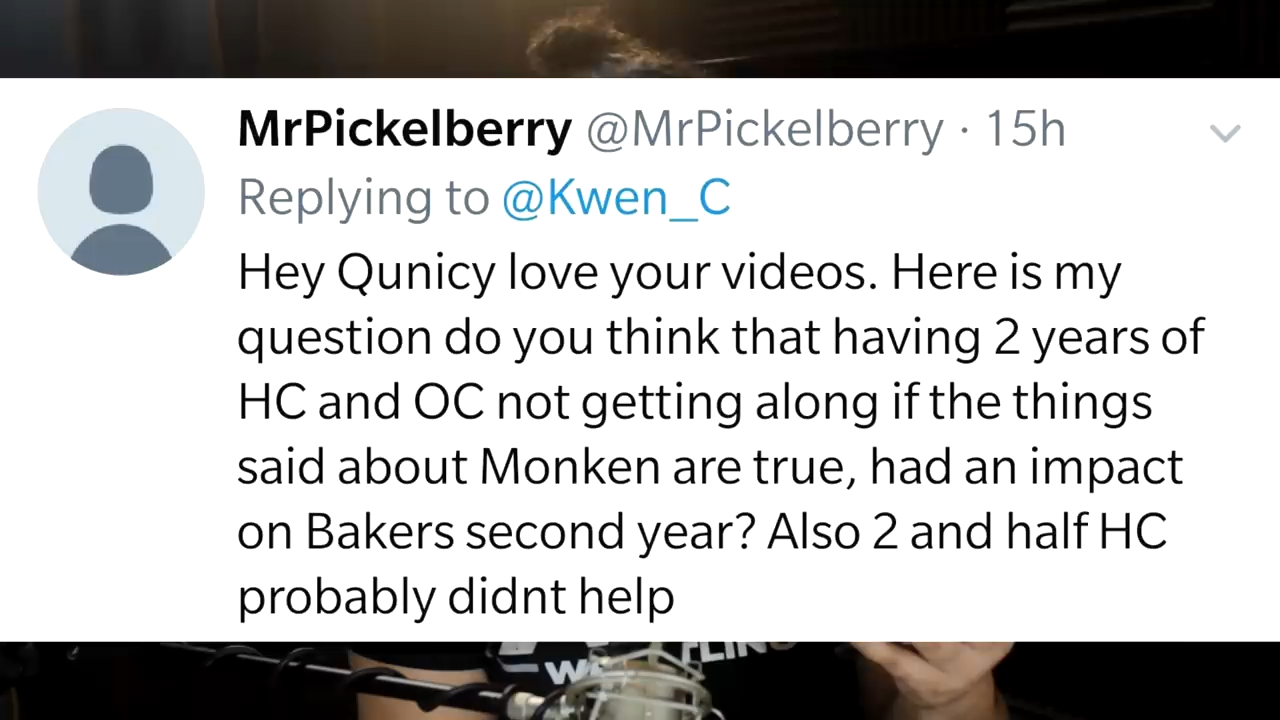 MrPickelberry @MrPickelberry · 15h
Replying to @Kwen_C
Hey Qunicy love your videos. Here is my
question do you think that having 2 years of
HC and OC not getting along if the things
said about Monken are true, had an impact
on Bakers second year? Also 2 and half HC
probably didnt help